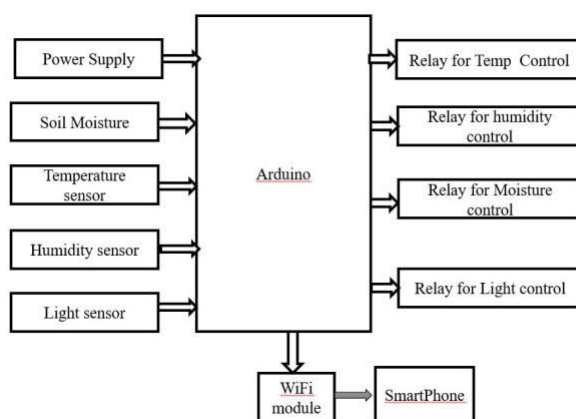 Power Supply
Soil Moisture
Temperature
sensor
Humidity sensor
Light sensor
Arduino
Relay for Temp Control
Relay for humidity
control
Relay for Moisture
control
Relay for Light control
WiFi
module
SmartPhone